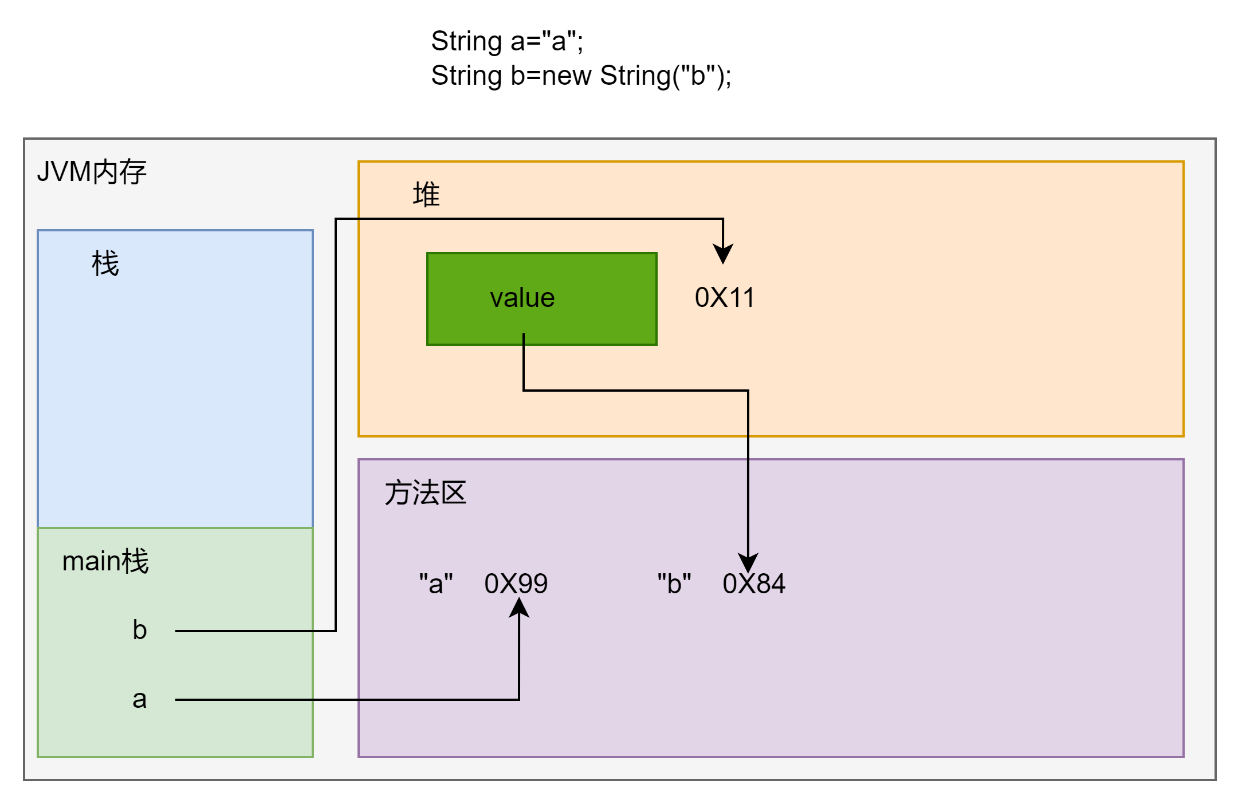 String a="a";
String b=new String("b");
JVM内存
堆
栈
value
0X11
方法区
main栈
"a" 0X99 "b" 0X84
b
a